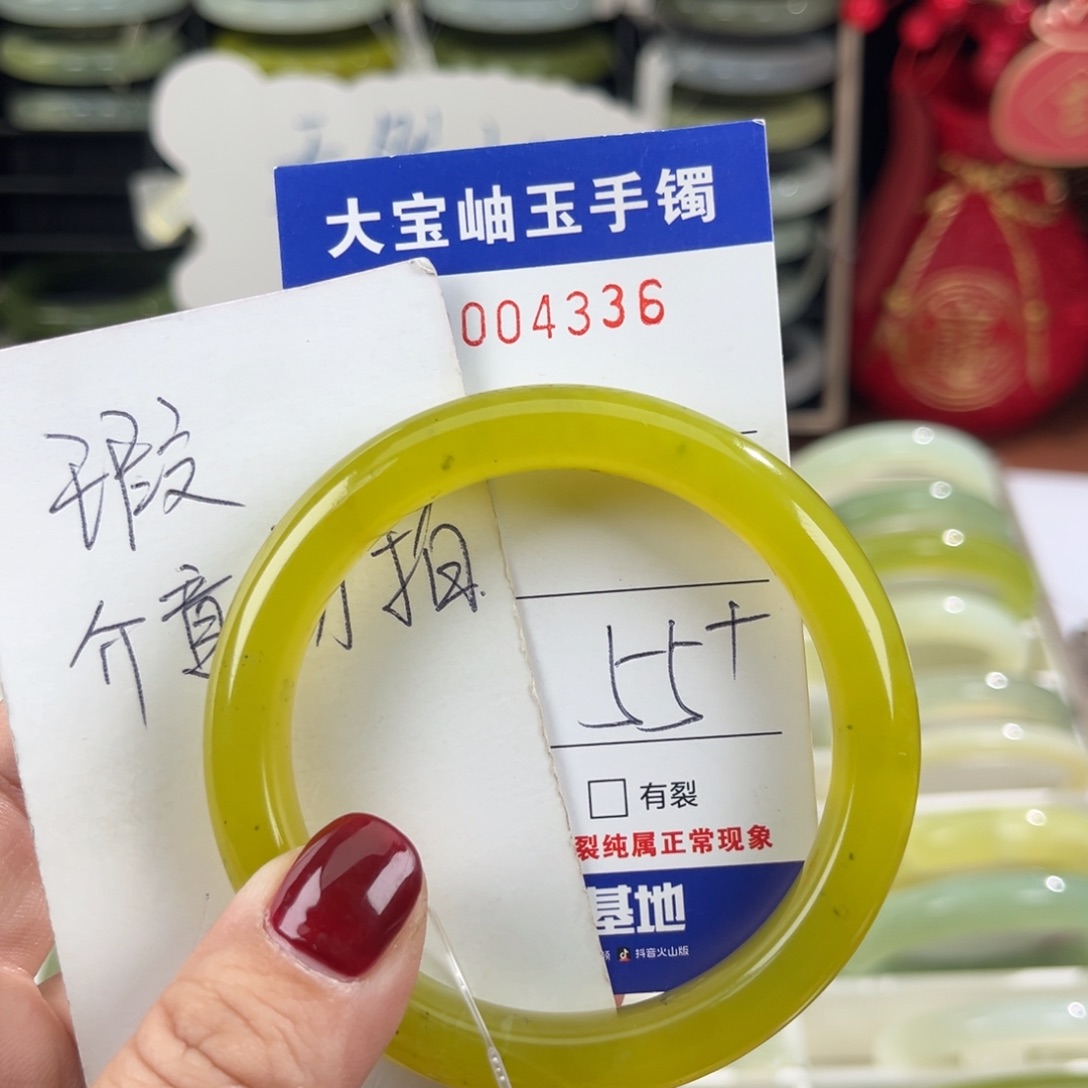 大宝岫玉手镯
004336
瑕
介意勿拍
55+
有裂
裂纯属正常现象
基地
抖音火山版